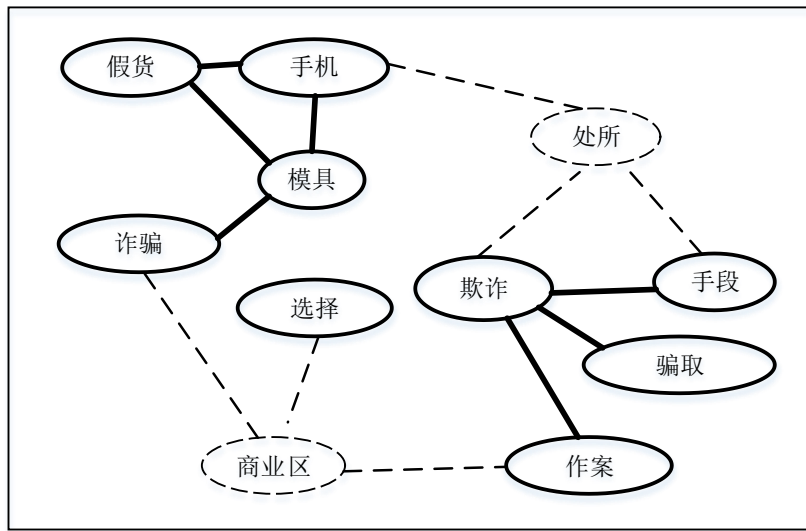 假货
手机
处所
模具
诈骗
欺诈
手段
选择
骗取
商业区
作案